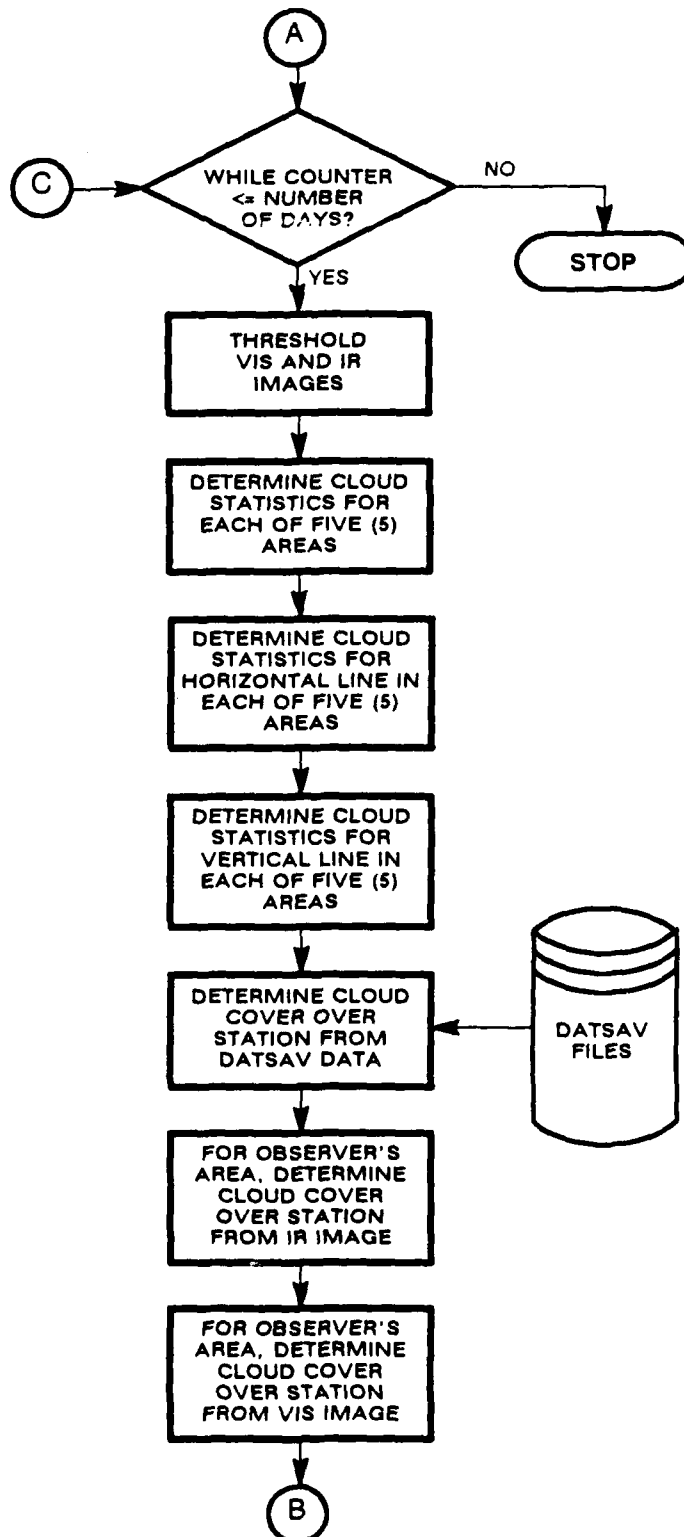 A
C
WHILE COUNTER
<= NUMBER
OF DAYS?
NO
STOP
YES
THRESHOLD
VIS AND IR
IMAGES
DETERMINE CLOUD
STATISTICS FOR
EACH OF FIVE (5)
AREAS
DETERMINE CLOUD
STATISTICS FOR
HORIZONTAL LINE IN
EACH OF FIVE (5)
AREAS
DETERMINE CLOUD
STATISTICS FOR
VERTICAL LINE IN
EACH OF FIVE (5)
AREAS
DETERMINE CLOUD
COVER OVER
STATION FROM
DATSAV DATA
DATSAV
FILES
FOR OBSERVER'S
AREA, DETERMINE
CLOUD COVER
OVER STATION
FROM IR IMAGE
FOR OBSERVER'S
AREA, DETERMINE
CLOUD COVER
OVER STATION
FROM VIS IMAGE
B